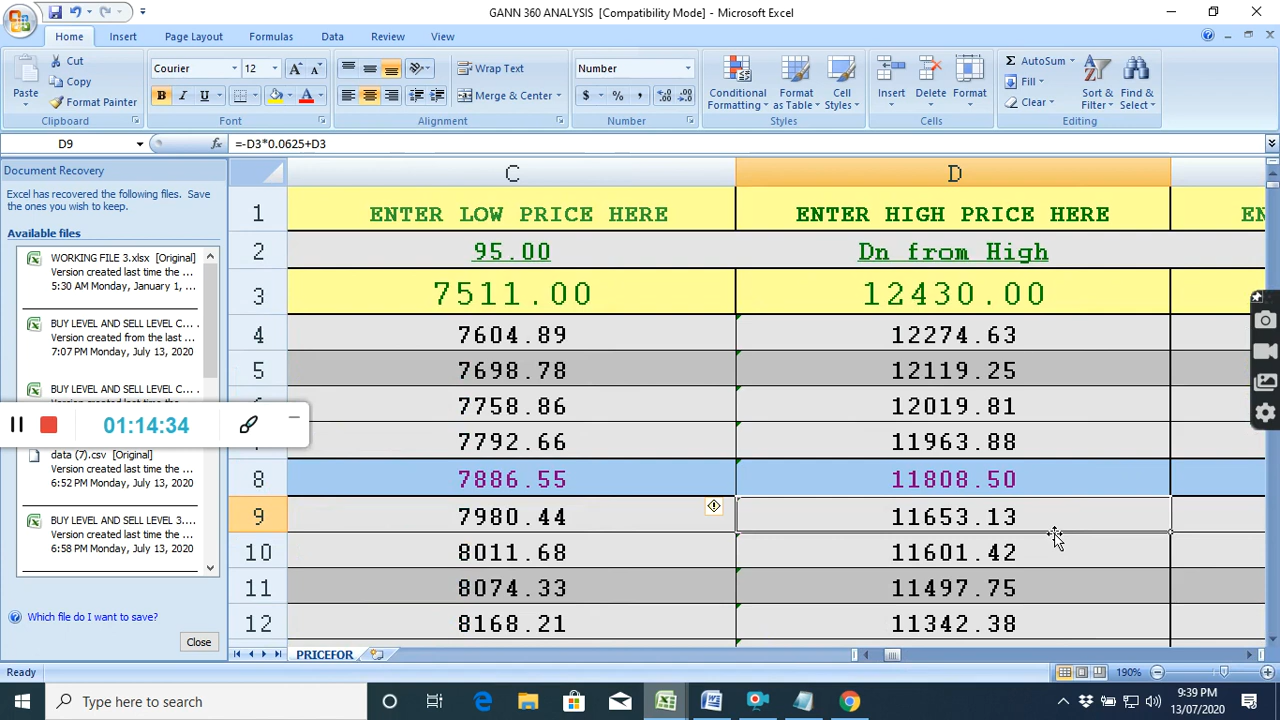 GANN 360 ANALYSIS [Compatibility Mode] - Microsoft Excel
Home Insert Page Layout Formulas Data Review View
Paste
Cut
Copy
Format Painter
Clipboard
Courier 12
B I U
Font
Wrap Text
Merge & Center
Alignment
Number
$ % ,
Number
Conditional Formatting
Format as Table
Cell Styles
Styles
Insert Delete Format
Cells
AutoSum
Fill
Clear
Sort & Filter
Find & Select
Editing
D9 fx =-D3*0.0625+D3
Document Recovery
Excel has recovered the following files. Save
the ones you wish to keep.
Available files
WORKING FILE 3.xlsx [Original]
Version created last time the ...
5:30 AM Monday, January 1, ...
BUY LEVEL AND SELL LEVEL C... .
Version created from the last ...
7:07 PM Monday, July 13, 2020
BUY LEVEL AND SELL LEVEL C... .
01:14:34
data (7).csv [Original]
Version created last time the ...
6:52 PM Monday, July 13, 2020
BUY LEVEL AND SELL LEVEL 3....
Version created last time the ...
6:58 PM Monday, July 13, 2020
Which file do I want to save?
Close
C D
1 ENTER LOW PRICE HERE ENTER HIGH PRICE HERE
2 95.00 Dn from High
3 7511.00 12430.00
4 7604.89 12274.63
5 7698.78 12119.25
7758.86 12019.81
7792.66 11963.88
8 7886.55 11808.50
9 7980.44 11653.13
10 8011.68 11601.42
11 8074.33 11497.75
12 8168.21 11342.38
PRICEFOR
Ready 190%
Type here to search
9:39 PM
13/07/2020